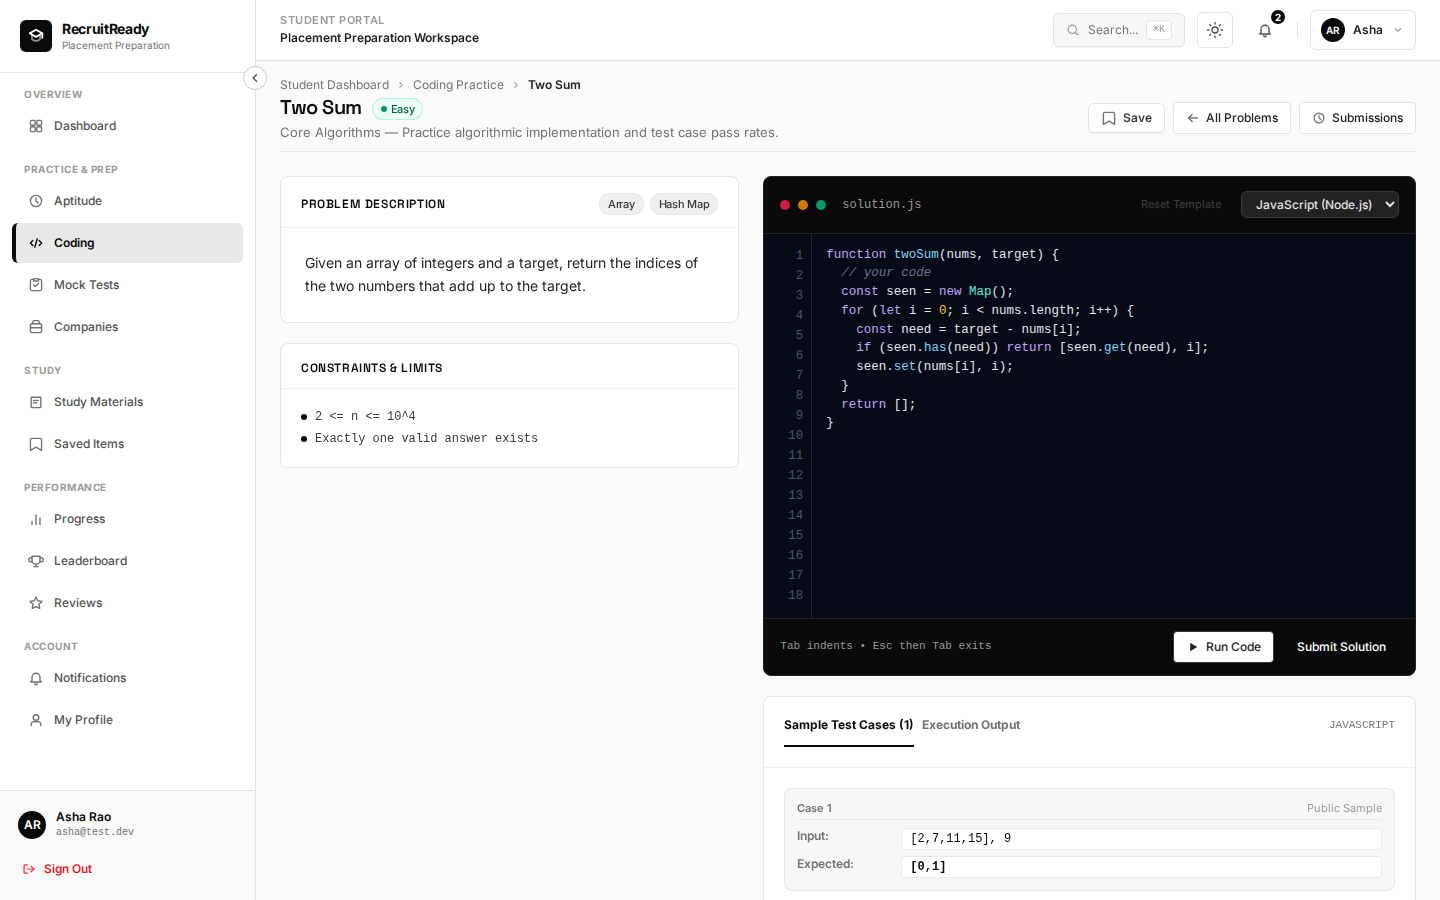 RecruitReady
Placement Preparation
OVERVIEW
Dashboard
PRACTICE & PREP
Aptitude
Coding
Mock Tests
Companies
STUDY
Study Materials
Saved Items
PERFORMANCE
Progress
Leaderboard
Reviews
ACCOUNT
Notifications
My Profile
AR
Asha Rao
asha@test.dev
Sign Out
STUDENT PORTAL
Placement Preparation Workspace
Search... ⌘K
2
AR Asha
Student Dashboard > Coding Practice > Two Sum
Two Sum
Easy
Core Algorithms — Practice algorithmic implementation and test case pass rates.
Save
All Problems
Submissions
PROBLEM DESCRIPTION
Array
Hash Map
Given an array of integers and a target, return the indices of
the two numbers that add up to the target.
CONSTRAINTS & LIMITS
2 <= n <= 10^4
Exactly one valid answer exists
solution.js
Reset Template
JavaScript (Node.js)
1
2
3
4
5
6
7
8
9
10
11
12
13
14
15
16
17
18
function twoSum(nums, target) {
  // your code
  const seen = new Map();
  for (let i = 0; i < nums.length; i++) {
    const need = target - nums[i];
    if (seen.has(need)) return [seen.get(need), i];
    seen.set(nums[i], i);
  }
  return [];
}
Tab indents • Esc then Tab exits
Run Code
Submit Solution
Sample Test Cases (1)
Execution Output
JAVASCRIPT
Case 1
Public Sample
Input:
[2,7,11,15], 9
Expected:
[0,1]